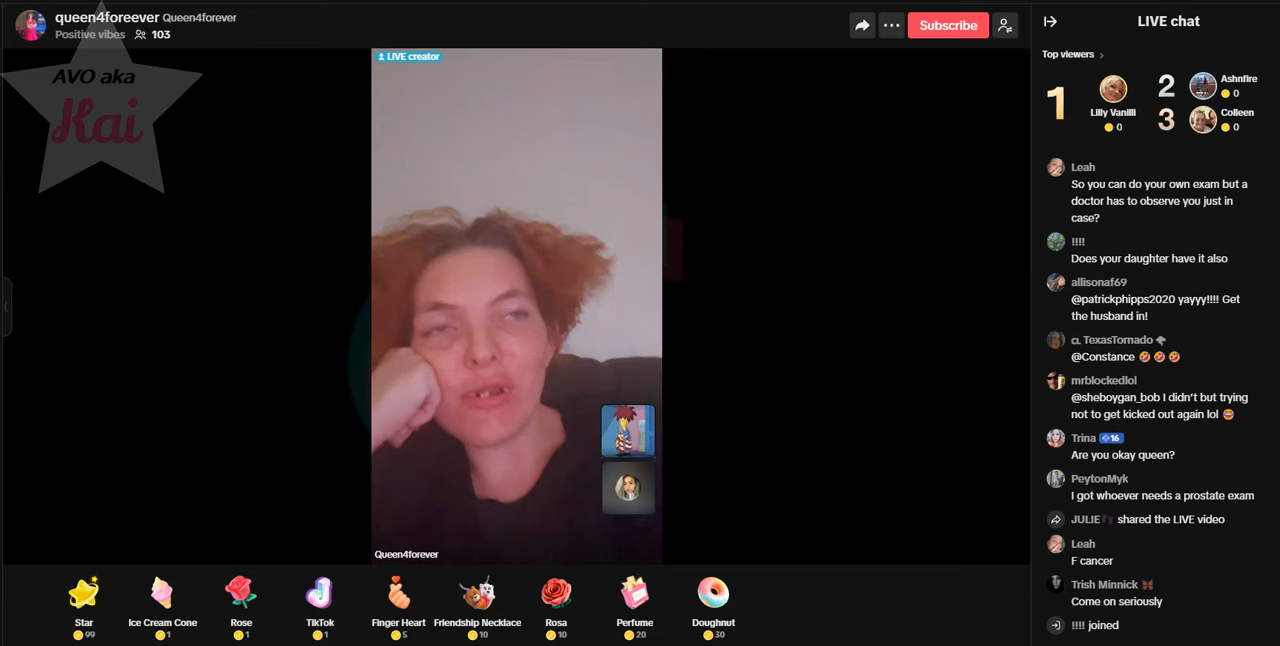 queen4foreever Queen4forever
Positive vibes 103
Subscribe
AVO aka
Kai
LIVE creator
Queen4forever
Star
99
Ice Cream Cone
1
Rose
1
TikTok
1
Finger Heart
5
Friendship Necklace
10
Rosa
10
Perfume
20
Doughnut
30
LIVE chat
Top viewers
1
Lilly Vanilli
0
2
Ashnfire
0
3
Colleen
0
Leah
So you can do your own exam but a
doctor has to observe you just in
case?
!!!!
Does your daughter have it also
allisonaf69
@patrickphipps2020 yayyy!!!! Get
the husband in!
TexasTornado 🌪
@Constance 🤣 🤣 🤣
mrblockedlol
@sheboygan_bob I didn't but trying
not to get kicked out again lol 😂
Trina 16
Are you okay queen?
PeytonMyk
I got whoever needs a prostate exam
JULIE shared the LIVE video
Leah
F cancer
Trish Minnick 🦋
Come on seriously
!!!! joined